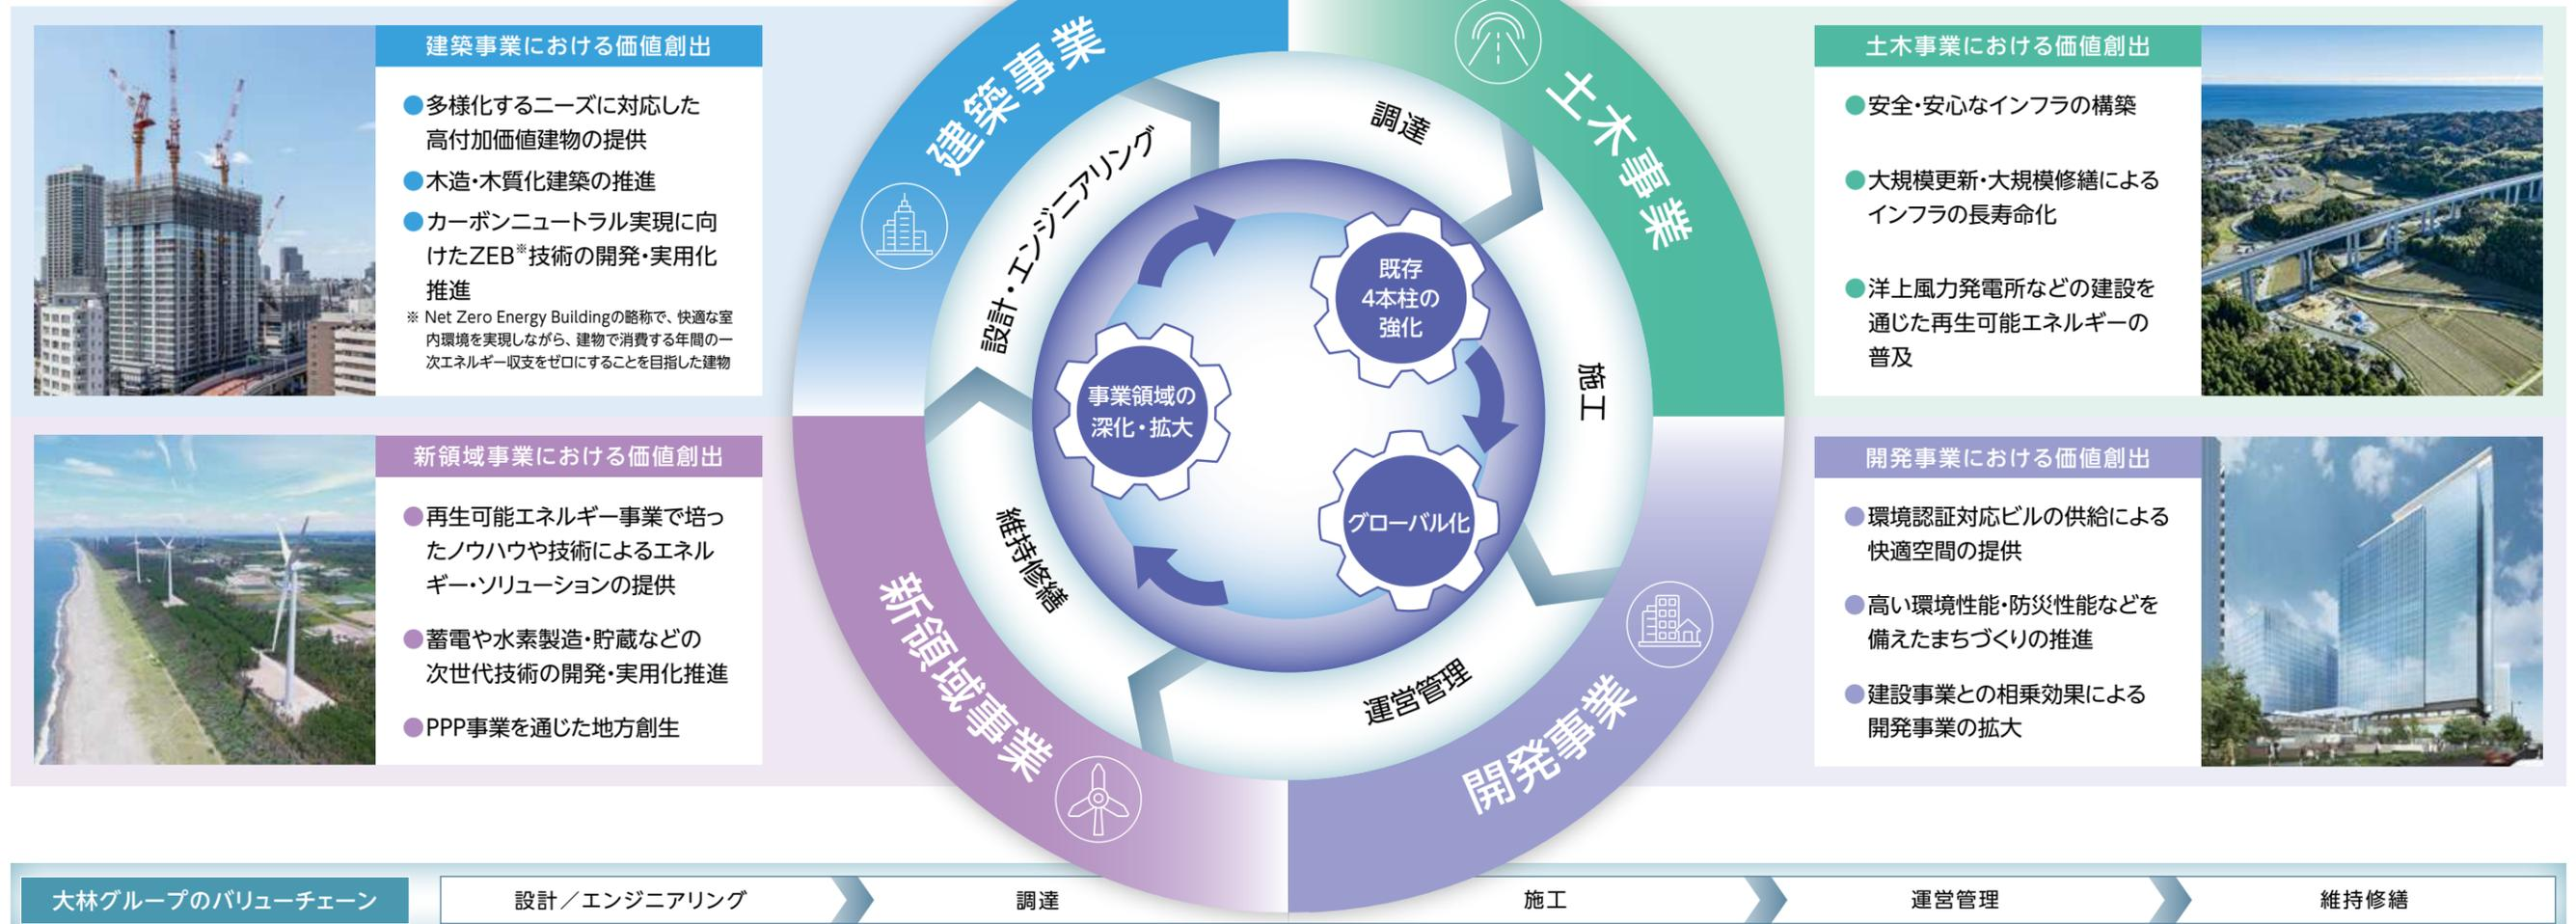 建築事業における価値創出
●多様化するニーズに対応した
高付加価値建物の提供
●木造・木質化建築の推進
●カーボンニュートラル実現に向
けたZEB※技術の開発・実用化
推進
※ Net Zero Energy Buildingの略称で、快適な室
内環境を実現しながら、建物で消費する年間の一
次エネルギー収支をゼロにすることを目指した建物
新領域事業における価値創出
●再生可能エネルギー事業で培っ
たノウハウや技術によるエネル
ギー・ソリューションの提供
●蓄電や水素製造・貯蔵などの
次世代技術の開発・実用化推進
●PPP事業を通じた地方創生
建築事業
土木事業
開発事業
新領域事業
設計・エンジニアリング
調達
施工
運営管理
維持修繕
既存
4本柱の
強化
グローバル化
事業領域の
深化・拡大
土木事業における価値創出
●安全・安心なインフラの構築
●大規模更新・大規模修繕による
インフラの長寿命化
●洋上風力発電所などの建設を
通じた再生可能エネルギーの
普及
開発事業における価値創出
●環境認証対応ビルの供給による
快適空間の提供
●高い環境性能・防災性能などを
備えたまちづくりの推進
●建設事業との相乗効果による
開発事業の拡大
大林グループのバリューチェーン
設計／エンジニアリング
調達
施工
運営管理
維持修繕